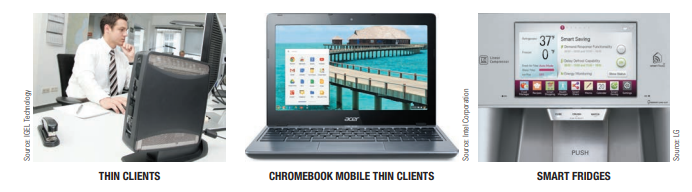 Source: IGEL Technology
acer
Source: Intel Corporation
37°
Smart Saving
PUSH
Source: LG
THIN CLIENTS
CHROMEBOOK MOBILE THIN CLIENTS
SMART FRIDGES